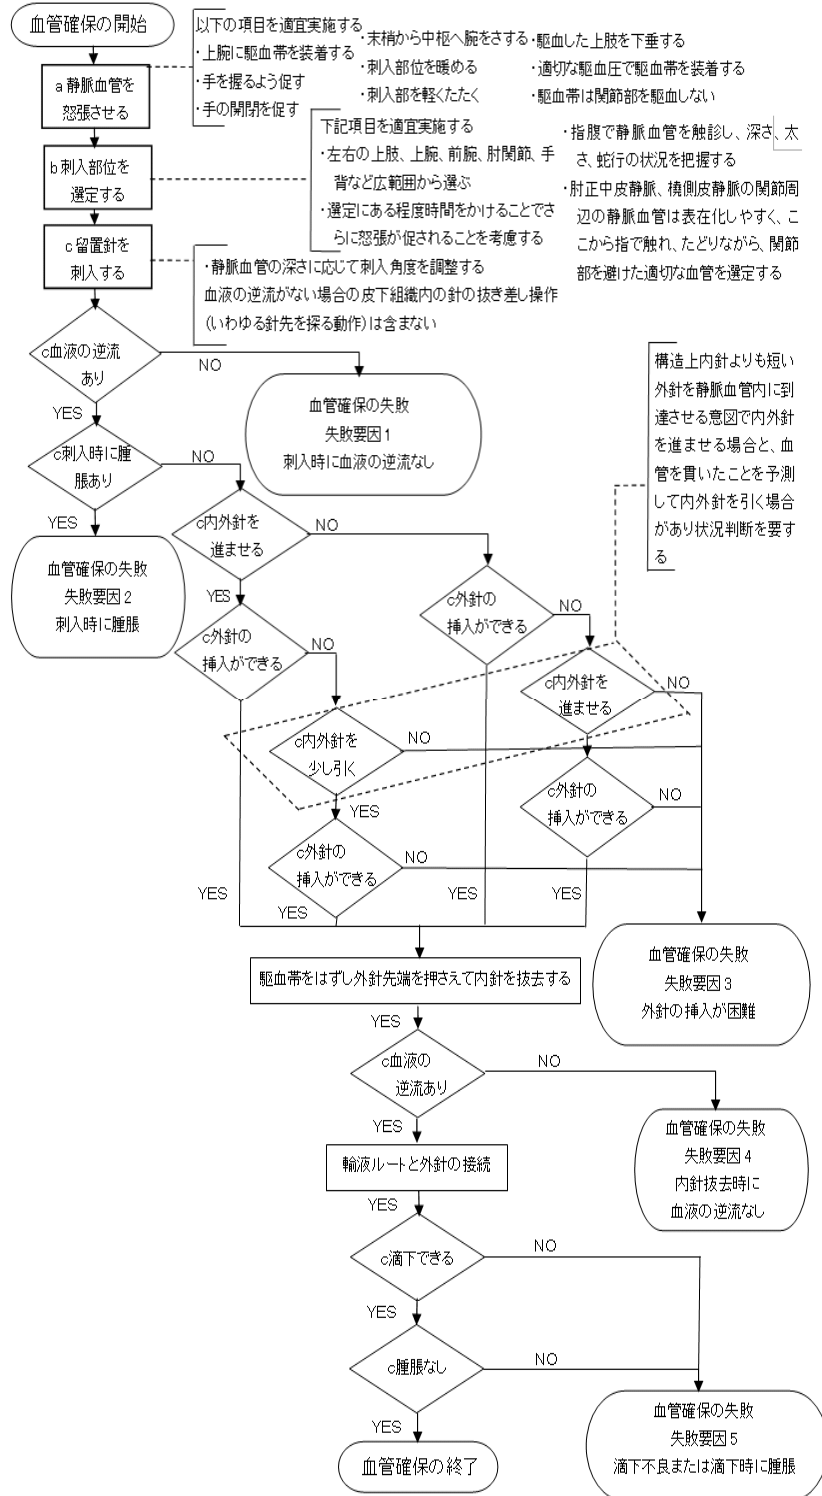 血管確保の開始
以下の項目を適宜実施する
・上腕に駆血帯を装着する
・手を握るよう促す
・手の開閉を促す
・末梢から中枢へ腕をさする
・刺入部位を暖める
・刺入部を軽くたたく
・駆血した上肢を下垂する
・適切な駆血圧で駆血帯を装着する
・駆血帯は関節部を駆血しない
a 静脈血管を
怒張させる
下記項目を適宜実施する
・左右の上肢、上腕、前腕、肘関節、手
背など広範囲から選ぶ
・選定にある程度時間をかけることでさ
らに怒張が促されることを考慮する
・指腹で静脈血管を触診し、深さ、太
さ、蛇行の状況を把握する
・肘正中皮静脈、橈側皮静脈の関節周
辺の静脈血管は表在化しやすく、こ
こから指で触れ、たどりながら、関節
部を避けた適切な血管を選定する
b 刺入部位を
選定する
c 留置針を
刺入する
・静脈血管の深さに応じて刺入角度を調整する
血液の逆流がない場合の皮下組織内の針の抜き差し操作
(いわゆる針先を探る動作)は含まない
c血液の逆流
あり
NO
YES
血管確保の失敗
失敗要因1
刺入時に血液の逆流なし
構造上内針よりも短い
外針を静脈血管内に到
達させる意図で内外針
を進ませる場合と、血
管を貫いたことを予測
して内外針を引く場合
があり状況判断を要す
る
c刺入時に腫
脹あり
NO
YES
血管確保の失敗
失敗要因2
刺入時に腫脹
c内外針を
進ませる
NO
YES
c外針の
挿入ができる
NO
c外針の
挿入ができる
NO
c内外針を
進ませる
NO
c内外針を
少し引く
NO
YES
c外針の
挿入ができる
NO
c外針の
挿入ができる
NO
YES
YES
YES
YES
血管確保の失敗
失敗要因3
外針の挿入が困難
駆血帯をはずし外針先端を押さえて内針を抜去する
YES
c血液の
逆流あり
NO
YES
血管確保の失敗
失敗要因4
内針抜去時に
血液の逆流なし
輸液ルートと外針の接続
YES
c滴下できる
NO
YES
c腫脹なし
NO
YES
血管確保の失敗
失敗要因5
滴下不良または滴下時に腫脹
血管確保の終了